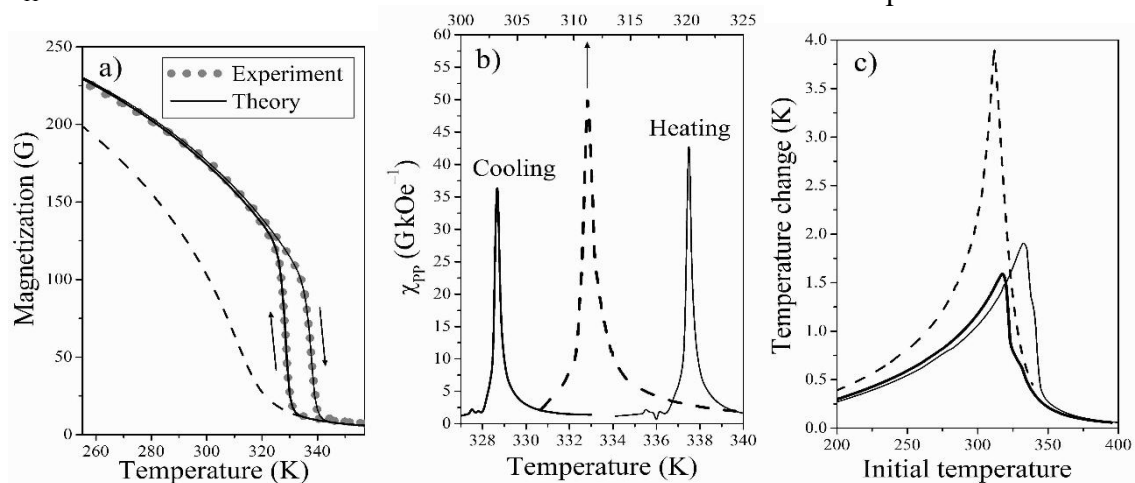 300 305 310 315 320 325
a)
Experiment
Theory
Magnetization (G)
250
200
150
100
50
0
260 280 300 320 340
Temperature (K)
b)
Cooling
Heating
χPP (GkOe⁻¹)
60
55
50
45
40
35
30
25
20
15
10
5
0
328 330 332 334 336 338 340
Temperature (K)
c)
Temperature change (K)
4.0
3.5
3.0
2.5
2.0
1.5
1.0
0.5
0.0
200 250 300 350 400
Initial temperature